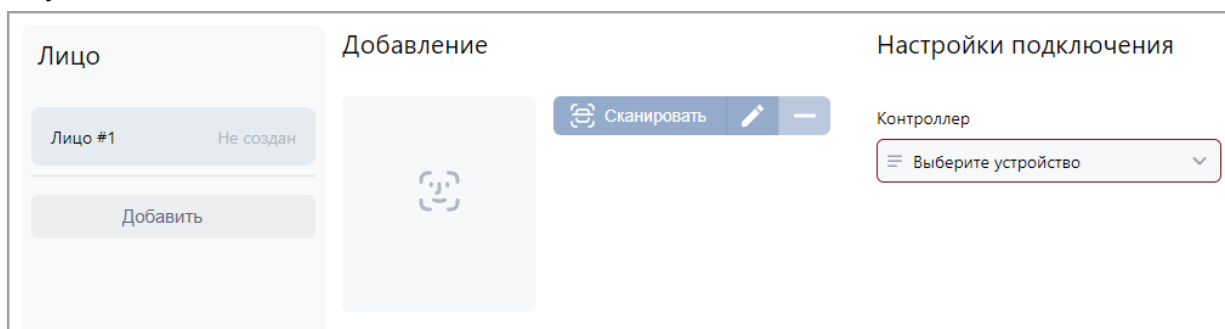 Лицо
Лицо #1 Не создан
Добавить
Добавление
Сканировать
Настройки подключения
Контроллер
Выберите устройство